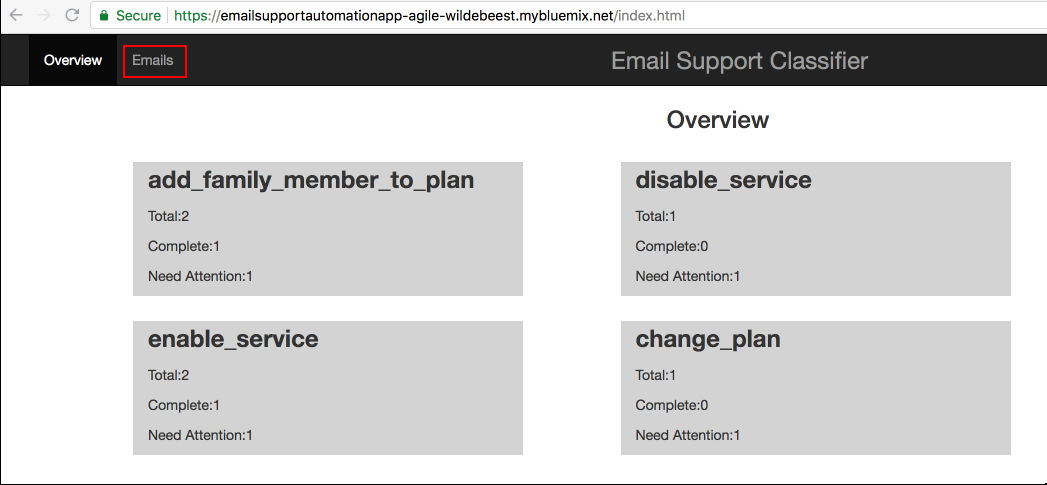 Secure https://emailsupportautomationapp-agile-wildebeest.mybluemix.net/index.html
Overview Emails Email Support Classifier
Overview
add_family_member_to_plan
Total:2
Complete:1
Need Attention:1
disable_service
Total:1
Complete:0
Need Attention:1
enable_service
Total:2
Complete:1
Need Attention:1
change_plan
Total:1
Complete:0
Need Attention:1